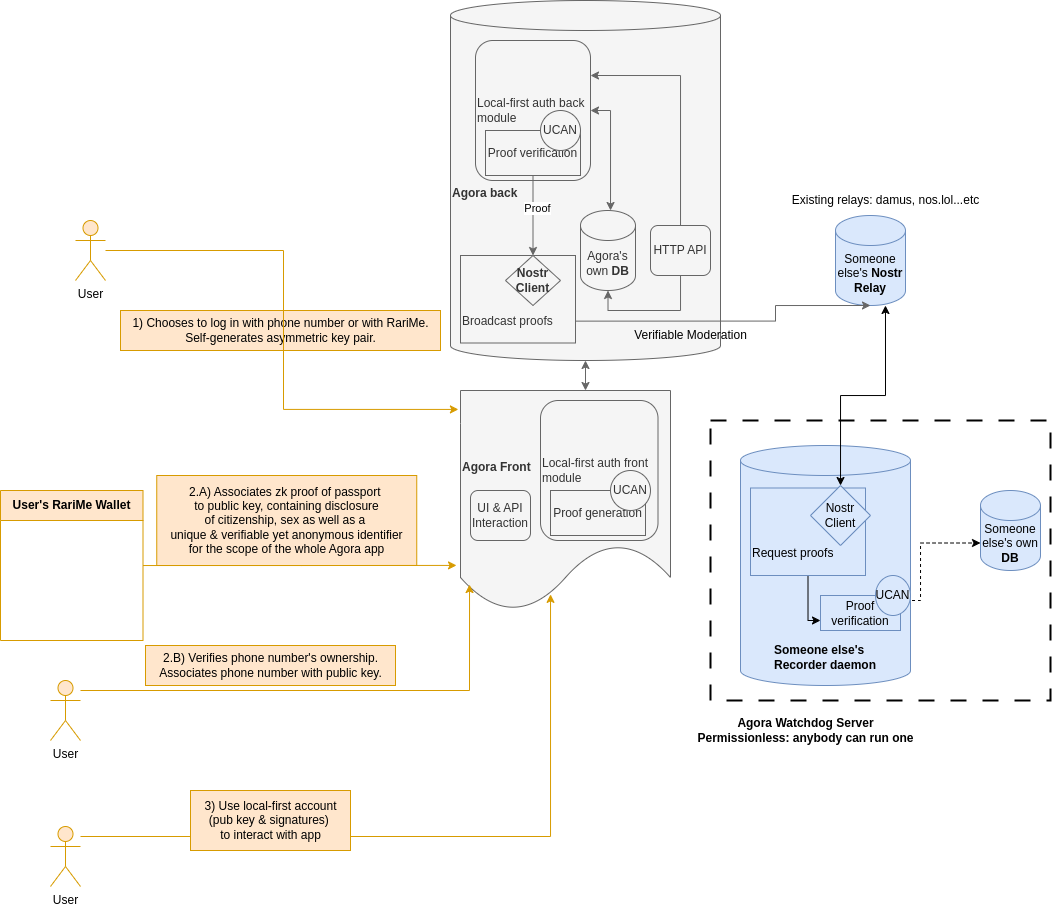 Local-first auth back
module
UCAN
Proof verification
Agora back
Proof
Nostr
Client
Broadcast proofs
Agora's
own DB
HTTP API
Verifiable Moderation
Existing relays: damus, nos.lol...etc
Someone
else's Nostr
Relay
User
1) Chooses to log in with phone number or with RariMe.
Self-generates asymmetric key pair.
Agora Front
Local-first auth front
module
UCAN
Proof generation
UI & API
Interaction
User's RariMe Wallet
2.A) Associates zk proof of passport
to public key, containing disclosure
of citizenship, sex as well as a
unique & verifiable yet anonymous identifier
for the scope of the whole Agora app
2.B) Verifies phone number's ownership.
Associates phone number with public key.
User
3) Use local-first account
(pub key & signatures)
to interact with app
User
Nostr
Client
Request proofs
UCAN
Proof
verification
Someone else's
Recorder daemon
Someone
else's own
DB
Agora Watchdog Server
Permissionless: anybody can run one